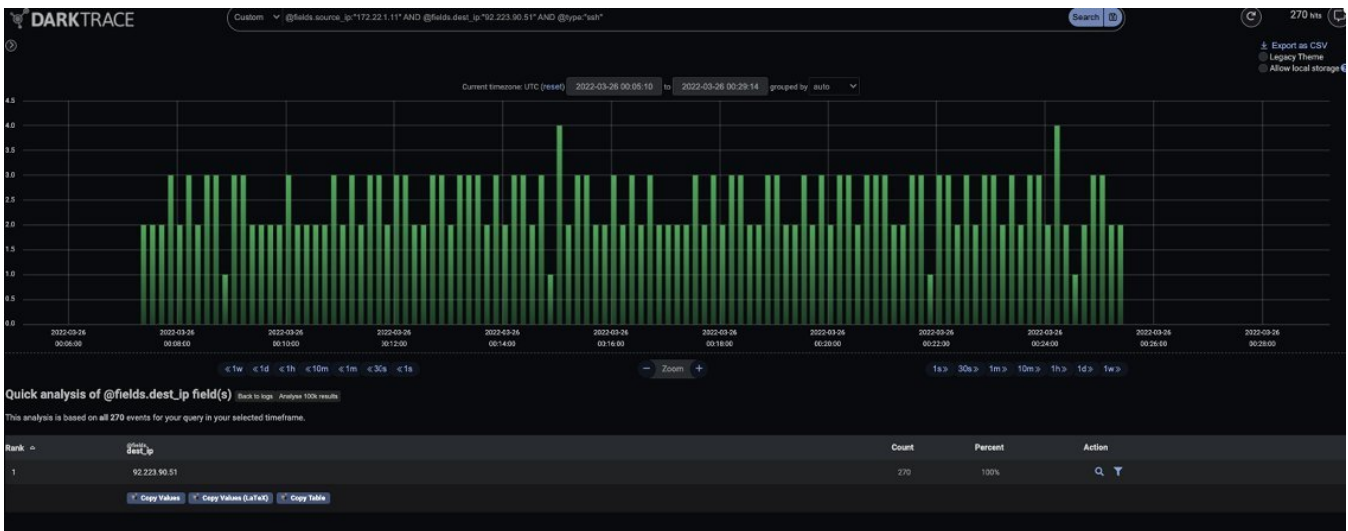 DARKTRACE
Custom @fields.source_ip:"172.22.1.11" AND @fields.dest_ip:"92.223.90.51" AND @type:"ssh"
Search
270 hits
Export as CSV
Legacy Theme
Allow local storage
Current timezone: UTC (reset) 2022-03-26 00:05:10 to 2022-03-26 00:29:14 grouped by auto
4.5
4.0
3.5
3.0
2.5
2.0
1.5
1.0
0.5
0.0
2022-03-26 2022-03-26 2022-03-26 2022-03-26 2022-03-26 2022-03-26 2022-03-26 2022-03-26 2022-03-26 2022-03-26 2022-03-26 2022-03-26
00:06:00 00:08:00 00:10:00 00:12:00 00:14:00 00:16:00 00:18:00 00:20:00 00:22:00 00:24:00 00:26:00 00:28:00
«1w «1d «1h «10m «1m «30s «1s − Zoom + 1s» 30s» 1m» 10m» 1h» 1d» 1w»
Quick analysis of @fields.dest_ip field(s) Back to logs Analyse 100k results
This analysis is based on all 270 events for your query in your selected timeframe.
Rank @fields. dest_ip Count Percent Action
1 92.223.90.51 270 100%
Copy Values Copy Values (LaTeX) Copy Table